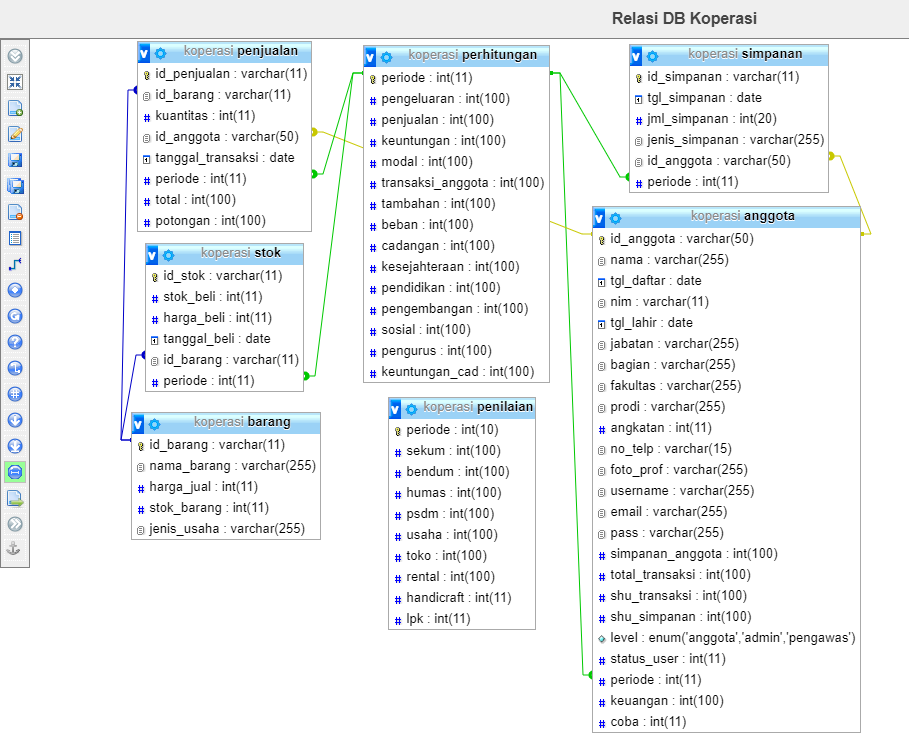 Relasi DB Koperasi
koperasi penjualan
id_penjualan : varchar(11)
id_barang : varchar(11)
kuantitas : int(11)
id_anggota : varchar(50)
tanggal_transaksi : date
periode : int(11)
total : int(100)
potongan : int(100)
koperasi stok
id_stok : varchar(11)
stok_beli : int(11)
harga_beli : int(11)
tanggal_beli : date
id_barang : varchar(11)
periode : int(11)
koperasi barang
id_barang : varchar(11)
nama_barang : varchar(255)
harga_jual : int(11)
stok_barang : int(11)
jenis_usaha : varchar(255)
koperasi perhitungan
periode : int(11)
pengeluaran : int(100)
penjualan : int(100)
keuntungan : int(100)
modal : int(100)
transaksi_anggota : int(100)
tambahan : int(100)
beban : int(100)
cadangan : int(100)
kesejahteraan : int(100)
pendidikan : int(100)
pengembangan : int(100)
sosial : int(100)
pengurus : int(100)
keuntungan_cad : int(100)
koperasi penilaian
periode : int(10)
sekum : int(100)
bendum : int(100)
humas : int(100)
psdm : int(100)
usaha : int(100)
toko : int(100)
rental : int(100)
handicraft : int(11)
lpk : int(11)
koperasi simpanan
id_simpanan : varchar(11)
tgl_simpanan : date
jml_simpanan : int(20)
jenis_simpanan : varchar(255)
id_anggota : varchar(50)
periode : int(11)
koperasi anggota
id_anggota : varchar(50)
nama : varchar(255)
tgl_daftar : date
nim : varchar(11)
tgl_lahir : date
jabatan : varchar(255)
bagian : varchar(255)
fakultas : varchar(255)
prodi : varchar(255)
angkatan : int(11)
no_telp : varchar(15)
foto_prof : varchar(255)
username : varchar(255)
email : varchar(255)
pass : varchar(255)
simpanan_anggota : int(100)
total_transaksi : int(100)
shu_transaksi : int(100)
shu_simpanan : int(100)
level : enum('anggota','admin','pengawas')
status_user : int(11)
periode : int(11)
keuangan : int(100)
coba : int(11)